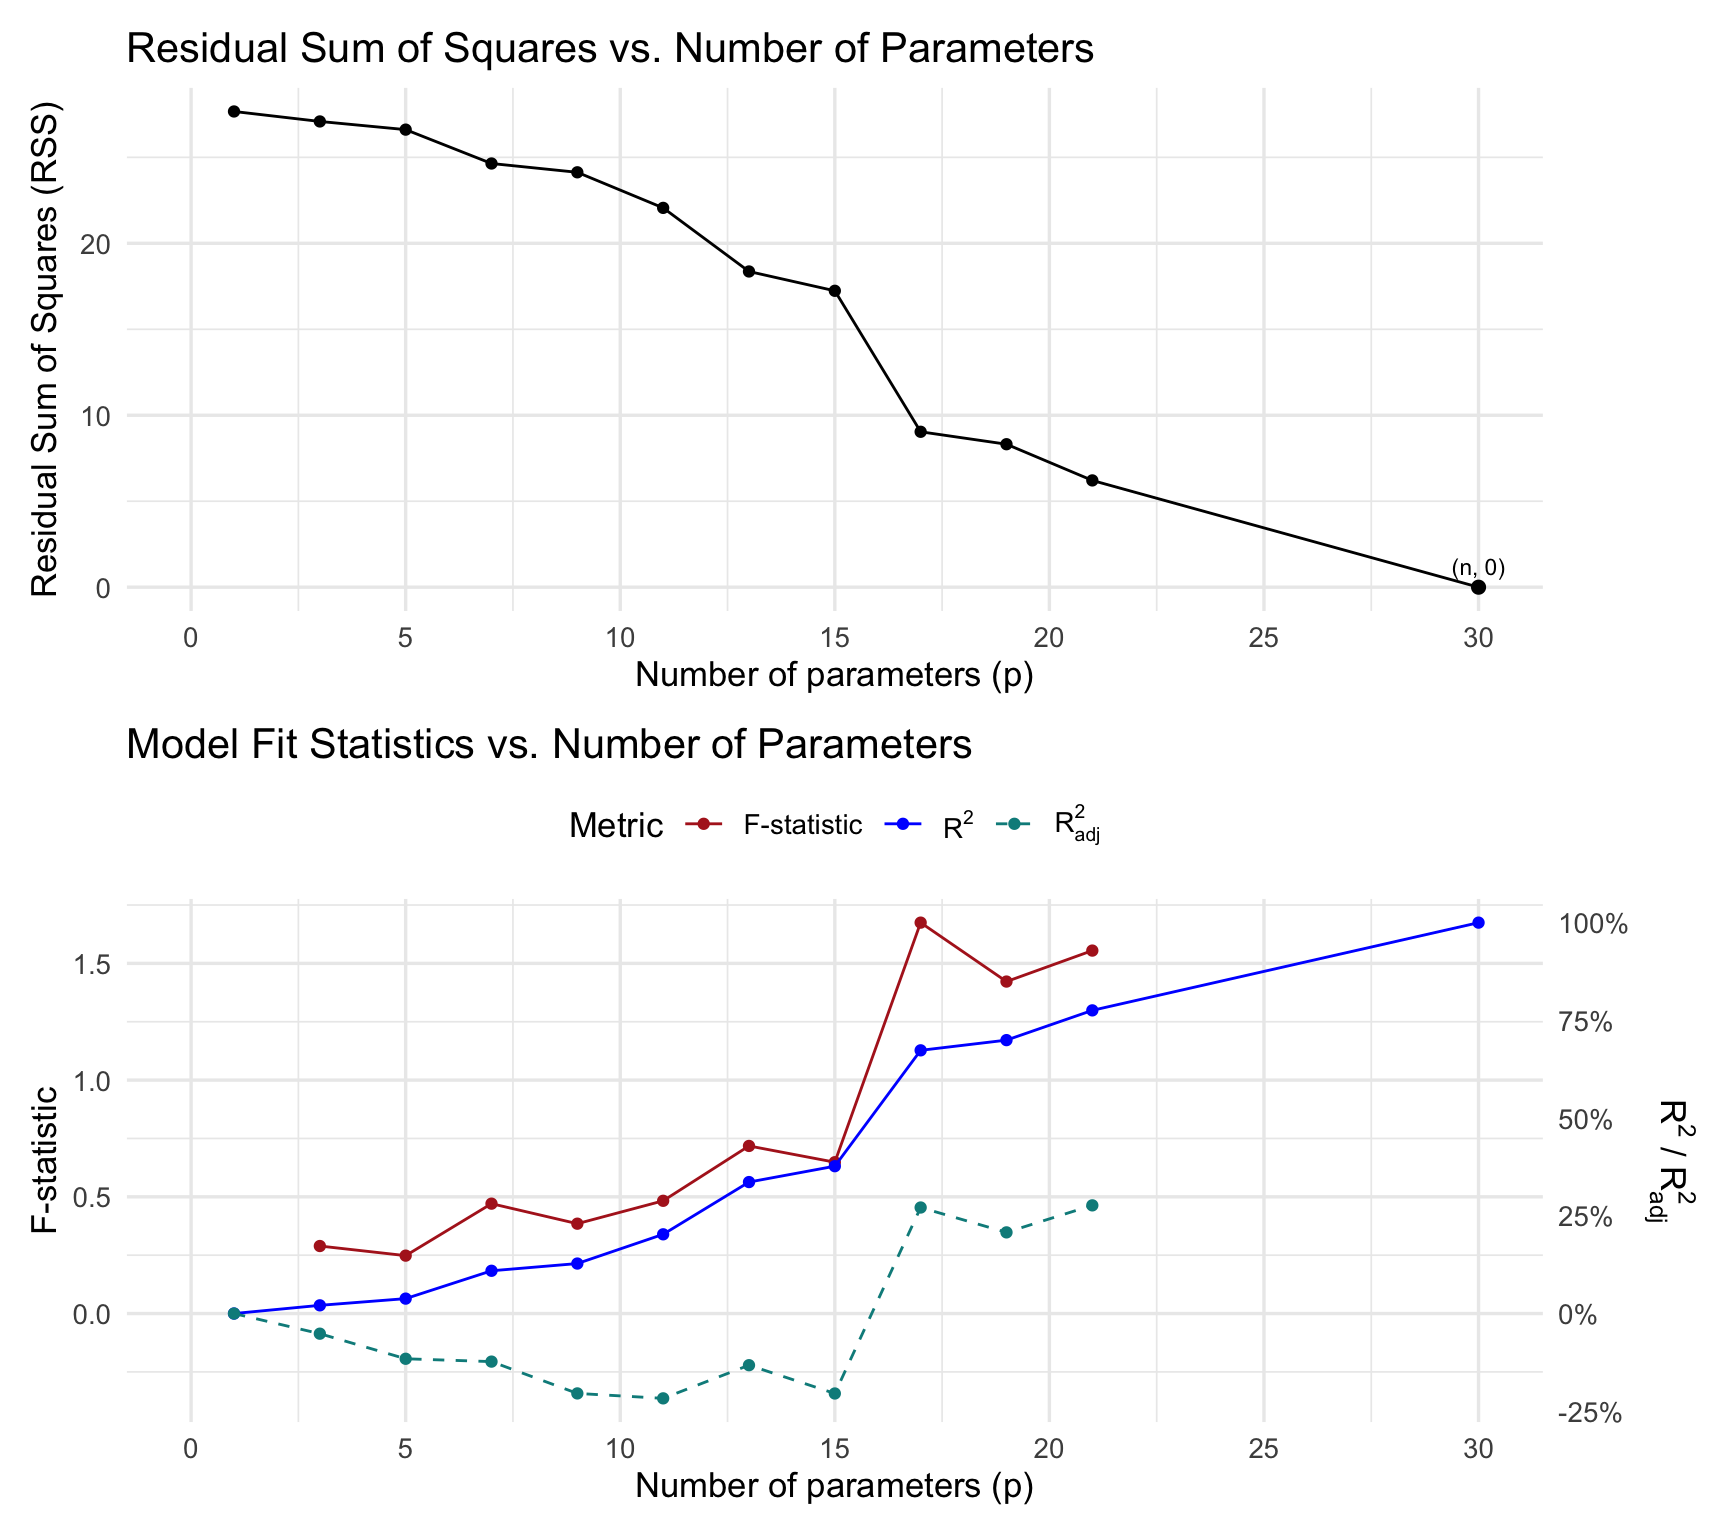 Residual Sum of Squares vs. Number of Parameters
Residual Sum of Squares (RSS)
20
10
0
(n, 0)
0 5 10 15 20 25 30
Number of parameters (p)
Model Fit Statistics vs. Number of Parameters
Metric F-statistic R² R²adj
F-statistic
1.5
1.0
0.5
0.0
100%
75%
50%
25%
0%
-25%
R² / R²adj
0 5 10 15 20 25 30
Number of parameters (p)